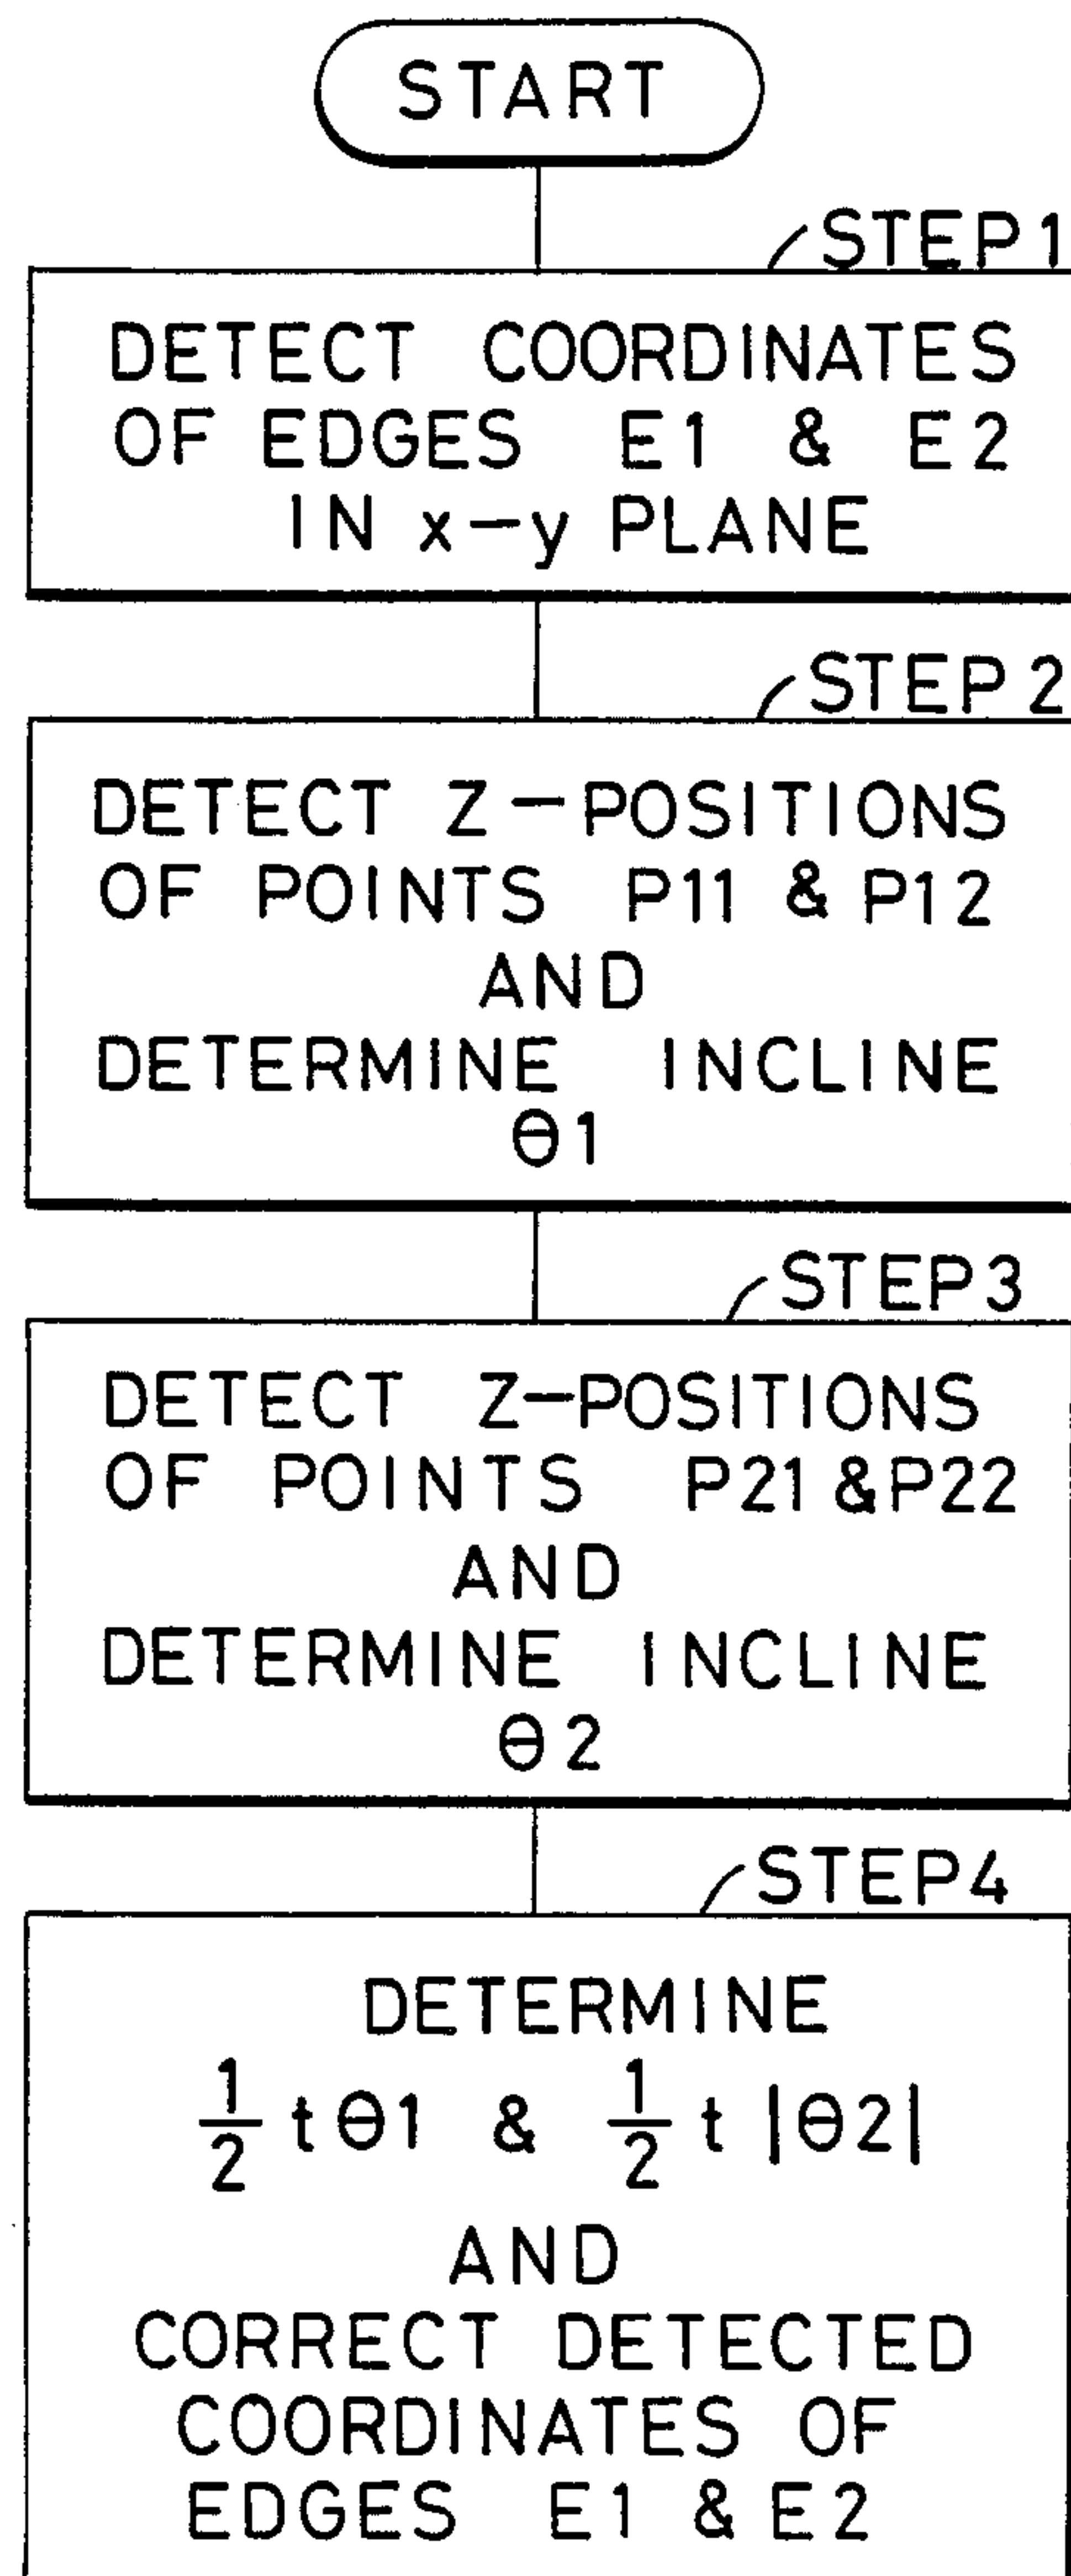 START
STEP1
DETECT COORDINATES
OF EDGES E1 & E2
IN x-y PLANE
STEP2
DETECT Z-POSITIONS
OF POINTS P11 & P12
AND
DETERMINE INCLINE
θ1
STEP3
DETECT Z-POSITIONS
OF POINTS P21 & P22
AND
DETERMINE INCLINE
θ2
STEP4
DETERMINE
1/2 tθ1 & 1/2 t|θ2|
AND
CORRECT DETECTED
COORDINATES OF
EDGES E1 & E2